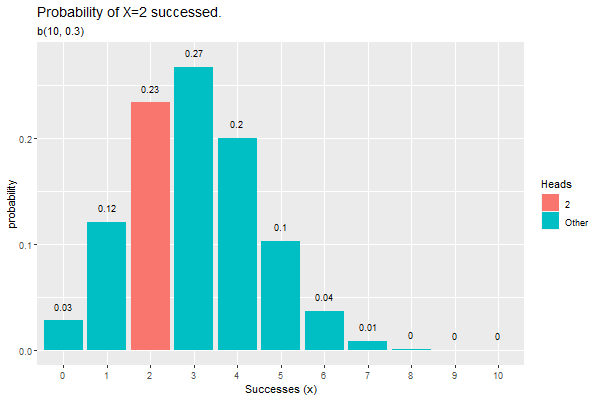 Probability of X=2 successed.
b(10, 0.3)
0.27
0.23
0.2
0.12
0.1
0.04
0.03
0.01
0
0
0
0.2
0.1
0.0
probability
0 1 2 3 4 5 6 7 8 9 10
Successes (x)
Heads
2
Other